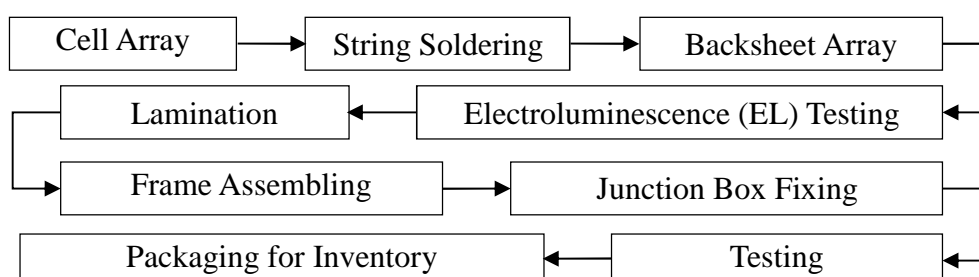 Cell Array
String Soldering
Backsheet Array
Electroluminescence (EL) Testing
Lamination
Frame Assembling
Junction Box Fixing
Testing
Packaging for Inventory